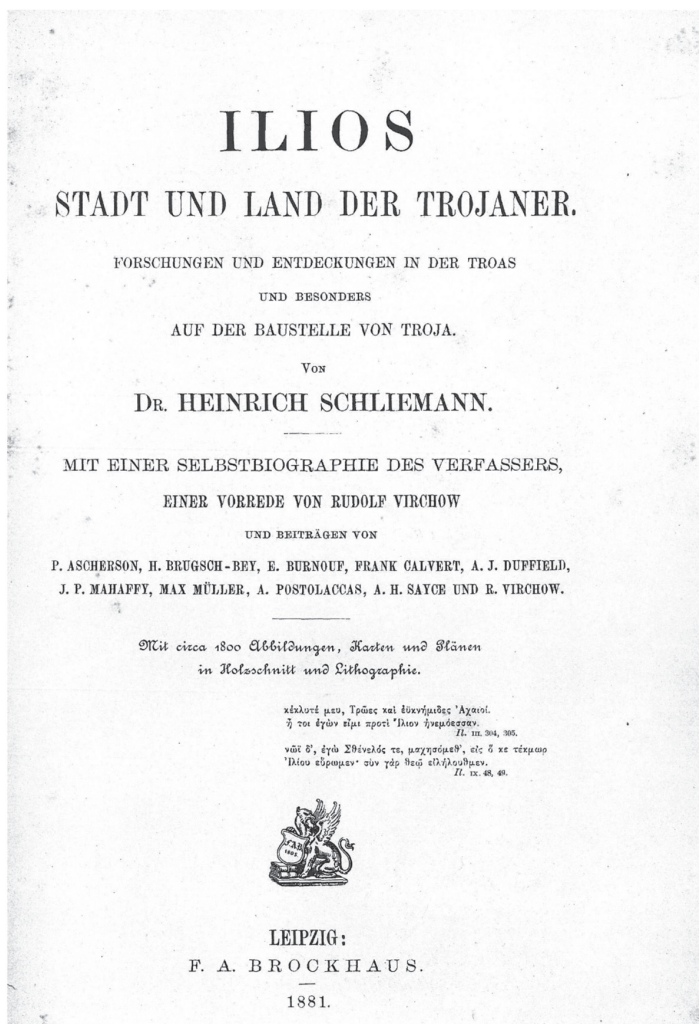 ILIOS
STADT UND LAND DER TROJANER.
FORSCHUNGEN UND ENTDECKUNGEN IN DER TROAS
UND BESONDERS
AUF DER BAUSTELLE VON TROJA.
VON
DR. HEINRICH SCHLIEMANN.
MIT EINER SELBSTBIOGRAPHIE DES VERFASSERS,
EINER VORREDE VON RUDOLF VIRCHOW
UND BEITRÄGEN VON
P. ASCHERSON, H. BRUGSCH-BEY, E. BURNOUF, FRANK CALVERT, A. J. DUFFIELD,
J. P. MAHAFFY, MAX MÜLLER, A. POSTOLACCAS, A. H. SAYCE UND R. VIRCHOW.
Mit circa 1800 Abbildungen, Karten und Plänen
in Holzschnitt und Lithographie.
κέκλυτέ μευ, Τρῶες καὶ ἐϋκνήμιδες Ἀχαιοί.
ἤ τοι ἐγὼν εἶμι προτὶ Ἴλιον ἠνεμόεσσαν.
Il. III. 304, 305.
νῶϊ δ', ἐγὼ Σθένελός τε, μαχησόμεθ', εἰς ὅ κε τέκμωρ
Ἰλίου εὕρωμεν· σὺν γὰρ θεῷ εἰλήλουθμεν.
Il. IX. 48, 49.
F.A.B.
1805
LEIPZIG:
F. A. BROCKHAUS.
1881.